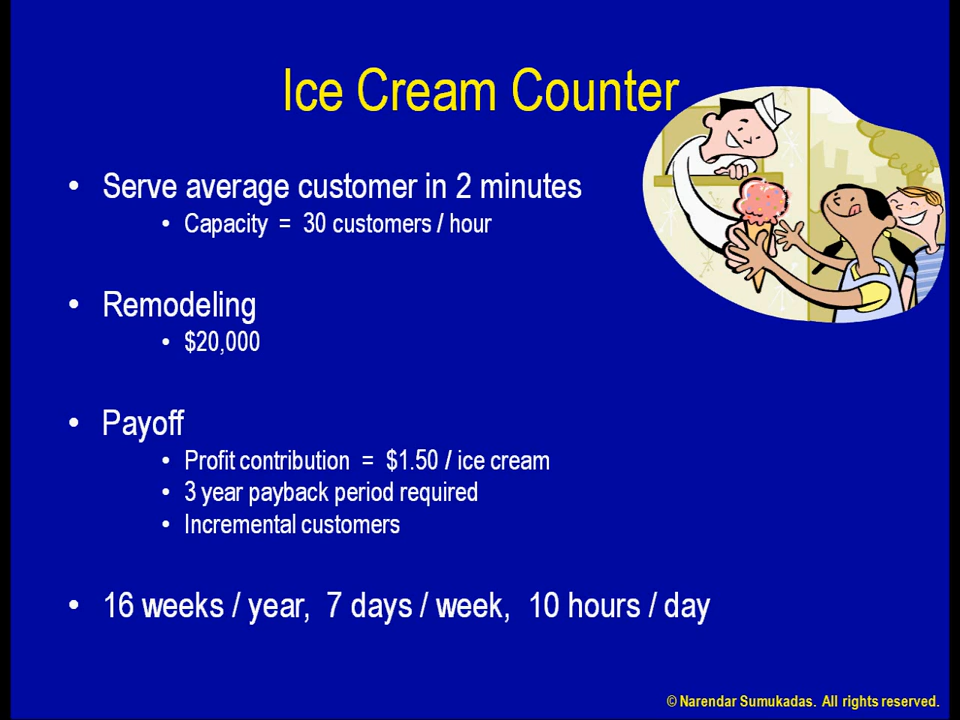 Ice Cream Counter
• Serve average customer in 2 minutes
• Capacity = 30 customers / hour
• Remodeling
• $20,000
• Payoff
• Profit contribution = $1.50 / ice cream
• 3 year payback period required
• Incremental customers
• 16 weeks / year, 7 days / week, 10 hours / day
© Narendar Sumukadas. All rights reserved.